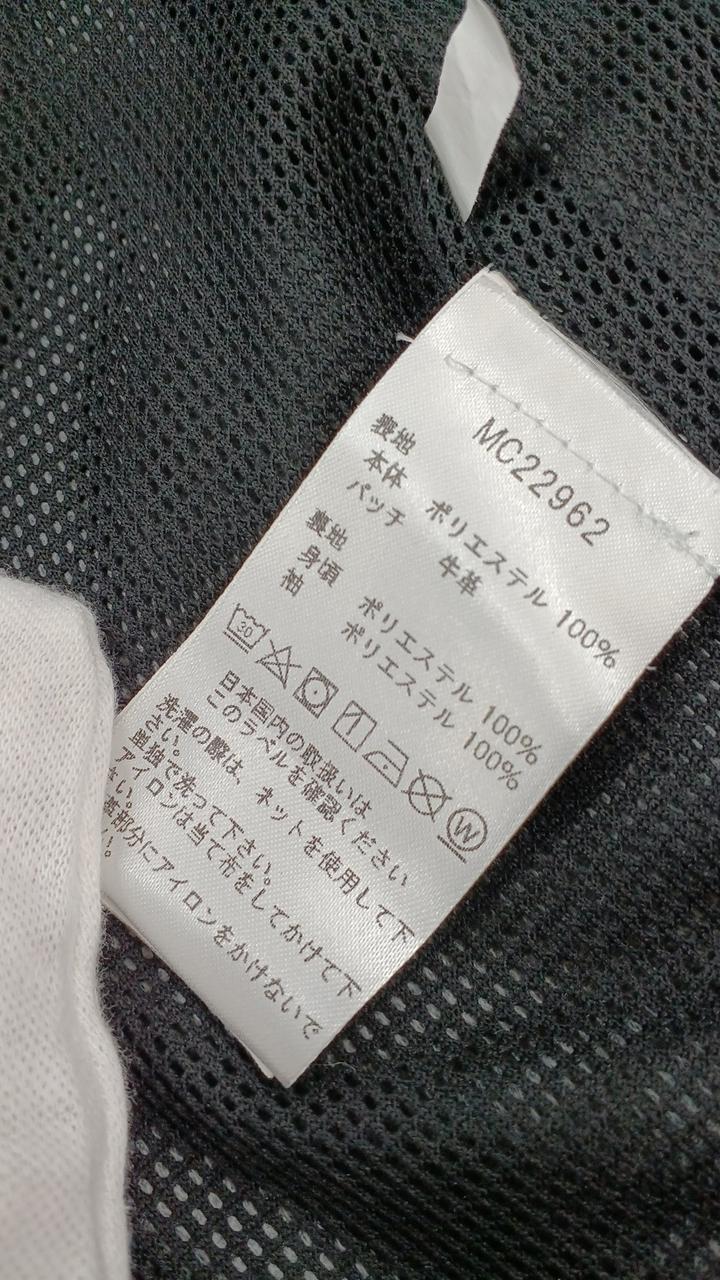 MC22962
表地
本体 ポリエステル 100%
パッチ 牛革
裏地
身頃 ポリエステル 100%
袖 ポリエステル 100%
30
W
日本国内の取扱いは
このラベルを確認ください
洗濯の際は、ネットを使用して下
さい。
単独で洗って下さい。
アイロンは当て布をしてかけて下
さい。
部分にアイロンをかけないで